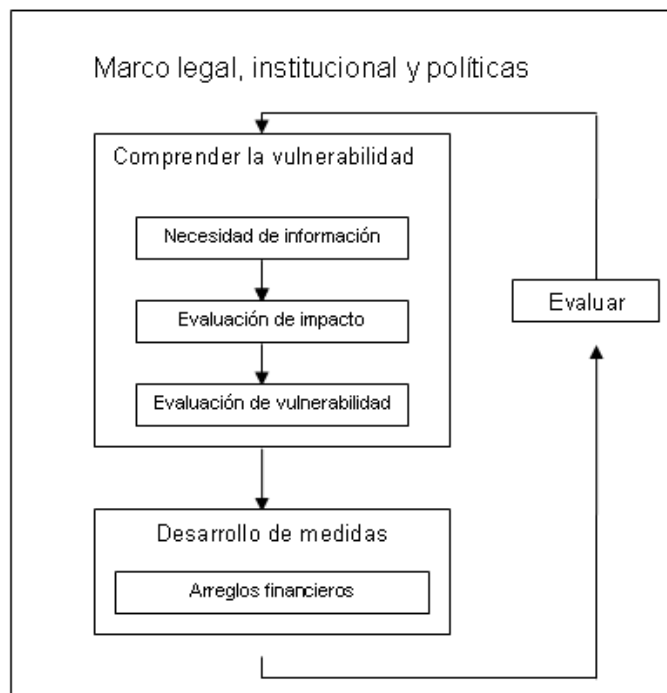 Marco legal, institucional y políticas
Comprender la vulnerabilidad
Necesidad de información
Evaluación de impacto
Evaluación de vulnerabilidad
Evaluar
Desarrollo de medidas
Arreglos financieros